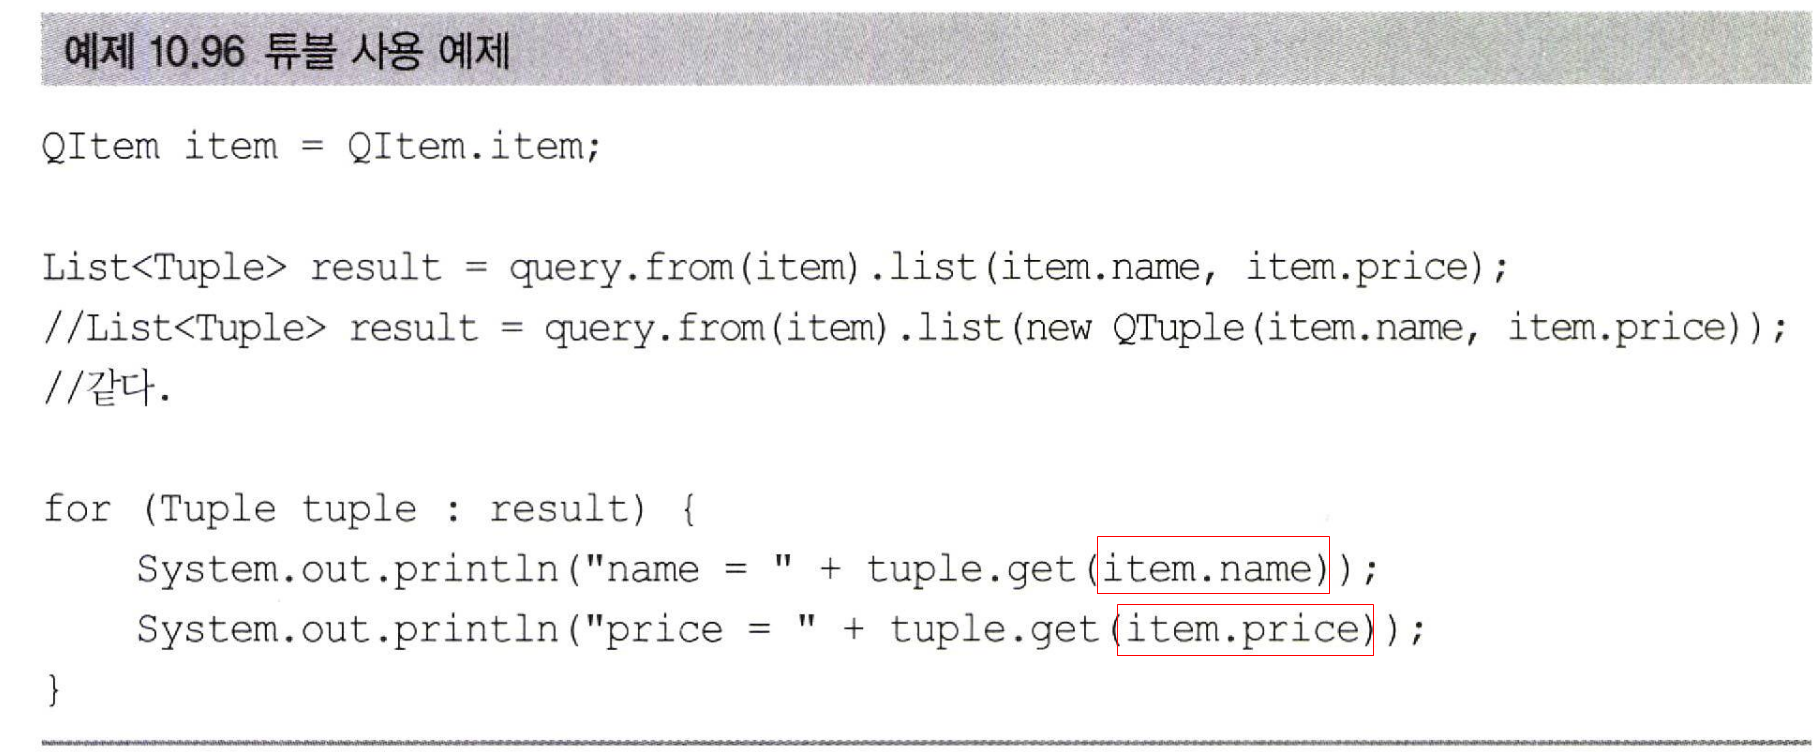 예제 10.96 튜블 사용 예제
QItem item = QItem.item;
List<Tuple> result = query.from(item).list(item.name, item.price);
//List<Tuple> result = query.from(item).list(new QTuple(item.name, item.price));
//같다.
for (Tuple tuple : result) {
    System.out.println("name = " + tuple.get(item.name));
    System.out.println("price = " + tuple.get(item.price));
}